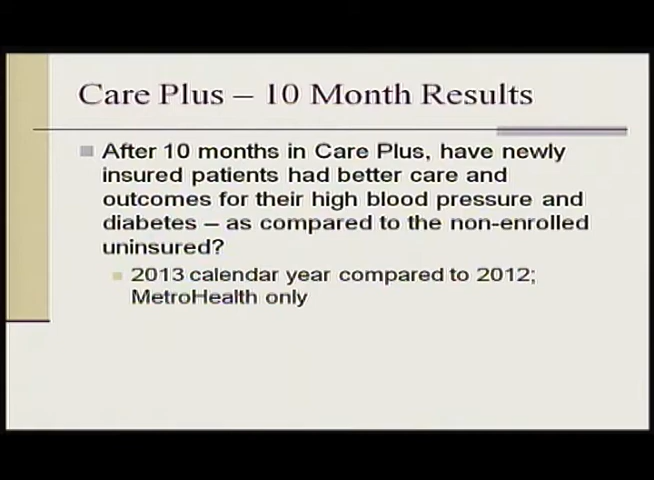 Care Plus – 10 Month Results
After 10 months in Care Plus, have newly
insured patients had better care and
outcomes for their high blood pressure and
diabetes – as compared to the non-enrolled
uninsured?
2013 calendar year compared to 2012;
MetroHealth only